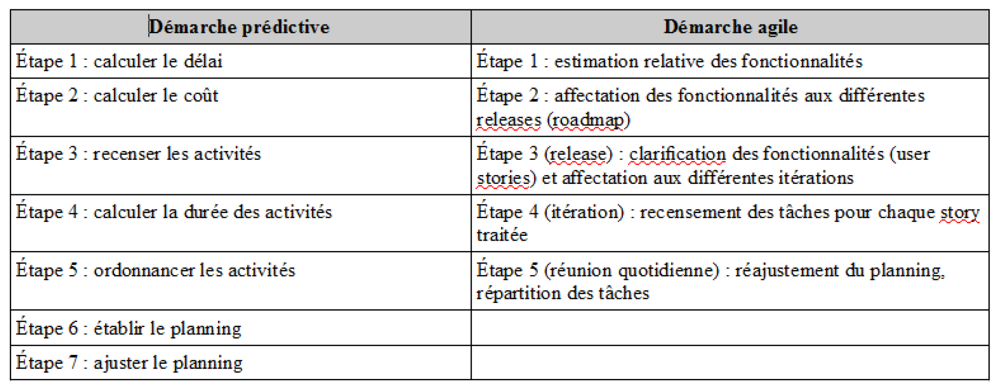 Démarche prédictive
Démarche agile
Étape 1 : calculer le délai
Étape 1 : estimation relative des fonctionnalités
Étape 2 : calculer le coût
Étape 2 : affectation des fonctionnalités aux différentes
releases (roadmap)
Étape 3 : recenser les activités
Étape 3 (release) : clarification des fonctionnalités (user
stories) et affectation aux différentes itérations
Étape 4 : calculer la durée des activités
Étape 4 (itération) : recensement des tâches pour chaque story
traitée
Étape 5 : ordonnancer les activités
Étape 5 (réunion quotidienne) : réajustement du planning,
répartition des tâches
Étape 6 : établir le planning
Étape 7 : ajuster le planning